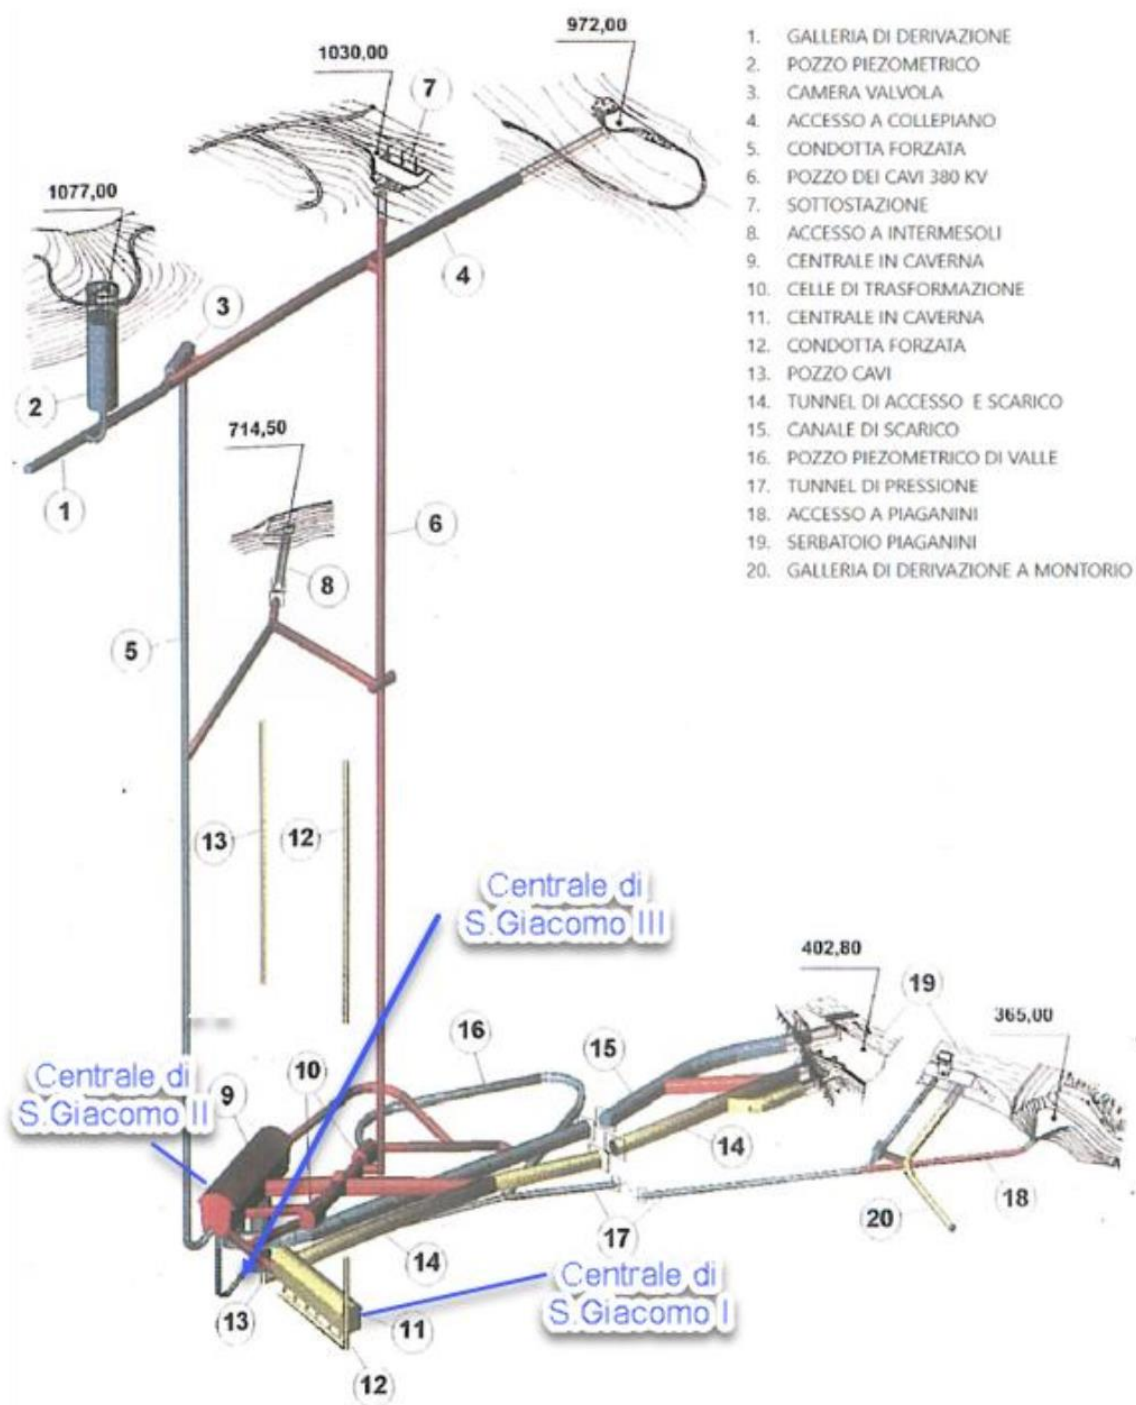 972,00
1030,00
7
1077,00
4
3
2
1
714,50
6
8
5
13
12
Centrale di
S.Giacomo III
402,80
19
365,00
16
15
10
9
Centrale di
S.Giacomo II
14
18
20
17
14
13
11
Centrale di
S.Giacomo I
12
1. GALLERIA DI DERIVAZIONE
2. POZZO PIEZOMETRICO
3. CAMERA VALVOLA
4. ACCESSO A COLLEPIANO
5. CONDOTTA FORZATA
6. POZZO DEI CAVI 380 KV
7. SOTTOSTAZIONE
8. ACCESSO A INTERMESOLI
9. CENTRALE IN CAVERNA
10. CELLE DI TRASFORMAZIONE
11. CENTRALE IN CAVERNA
12. CONDOTTA FORZATA
13. POZZO CAVI
14. TUNNEL DI ACCESSO E SCARICO
15. CANALE DI SCARICO
16. POZZO PIEZOMETRICO DI VALLE
17. TUNNEL DI PRESSIONE
18. ACCESSO A PIAGANINI
19. SERBATOIO PIAGANINI
20. GALLERIA DI DERIVAZIONE A MONTORIO